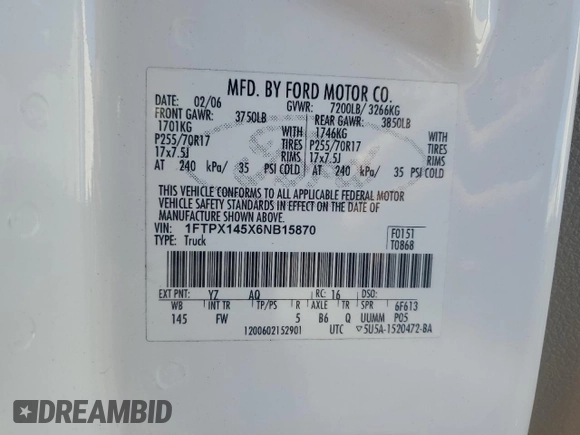 MFD. BY FORD MOTOR CO.
DATE: 02/06 GVWR: 7200LB/ 3266KG
FRONT GAWR: 3750LB REAR GAWR: 3850LB
1701KG WITH 1746KG WITH
P255/70R17 TIRES P255/70R17 TIRES
17x7.5J RIMS 17x7.5J RIMS
AT 240 kPa/ 35 PSI COLD AT 240 kPa/ 35 PSI COLD
THIS VEHICLE CONFORMS TO ALL APPLICABLE FEDERAL MOTOR
VEHICLE SAFETY STANDARDS IN EFFECT ON THE DATE OF
MANUFACTURE SHOWN ABOVE.
VIN: 1FTPX145X6NB15870 F0151
TYPE: Truck T0868
EXT PNT: YZ AQ RC: 16 DSO:
WB INT TR TP/PS R AXLE TR SPR 6F613
145 FW 5 B6 Q UUMM P05
1200602152901 UTC ▽5U5A-1520472-BA
DREAMBID